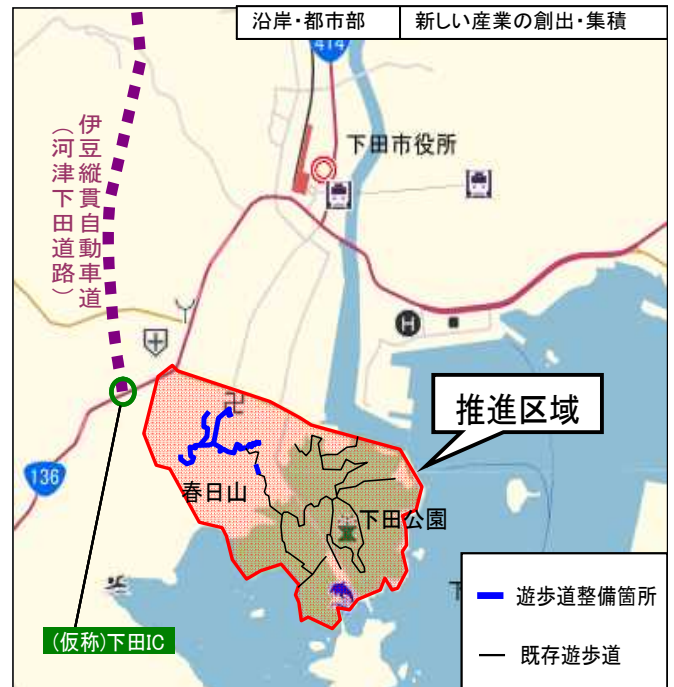 沿岸・都市部
新しい産業の創出・集積
414
下田市役所
伊豆縦貫自動車道
(河津下田道路)
H
推進区域
136
春日山
下田公園
下
遊歩道整備箇所
既存遊歩道
(仮称)下田IC